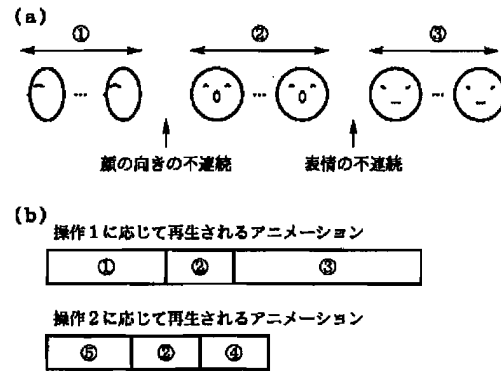 (a)
① ② ③
... ... ...
顔の向きの不連続 表情の不連続
(b)
操作1に応じて再生されるアニメーション
① ② ③
操作2に応じて再生されるアニメーション
⑤ ② ④